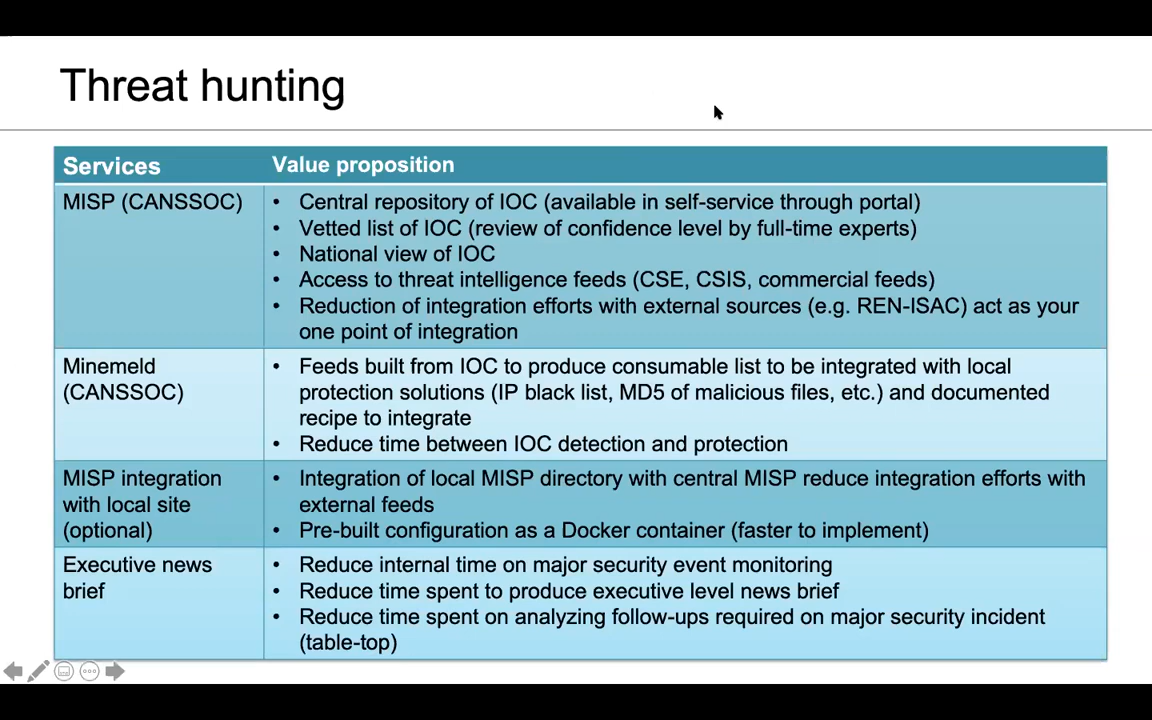 Threat hunting
Services
Value proposition
MISP (CANSSOC)
• Central repository of IOC (available in self-service through portal)
• Vetted list of IOC (review of confidence level by full-time experts)
• National view of IOC
• Access to threat intelligence feeds (CSE, CSIS, commercial feeds)
• Reduction of integration efforts with external sources (e.g. REN-ISAC) act as your
one point of integration
Minemeld
(CANSSOC)
• Feeds built from IOC to produce consumable list to be integrated with local
protection solutions (IP black list, MD5 of malicious files, etc.) and documented
recipe to integrate
• Reduce time between IOC detection and protection
MISP integration
with local site
(optional)
• Integration of local MISP directory with central MISP reduce integration efforts with
external feeds
• Pre-built configuration as a Docker container (faster to implement)
Executive news
brief
• Reduce internal time on major security event monitoring
• Reduce time spent to produce executive level news brief
• Reduce time spent on analyzing follow-ups required on major security incident
(table-top)